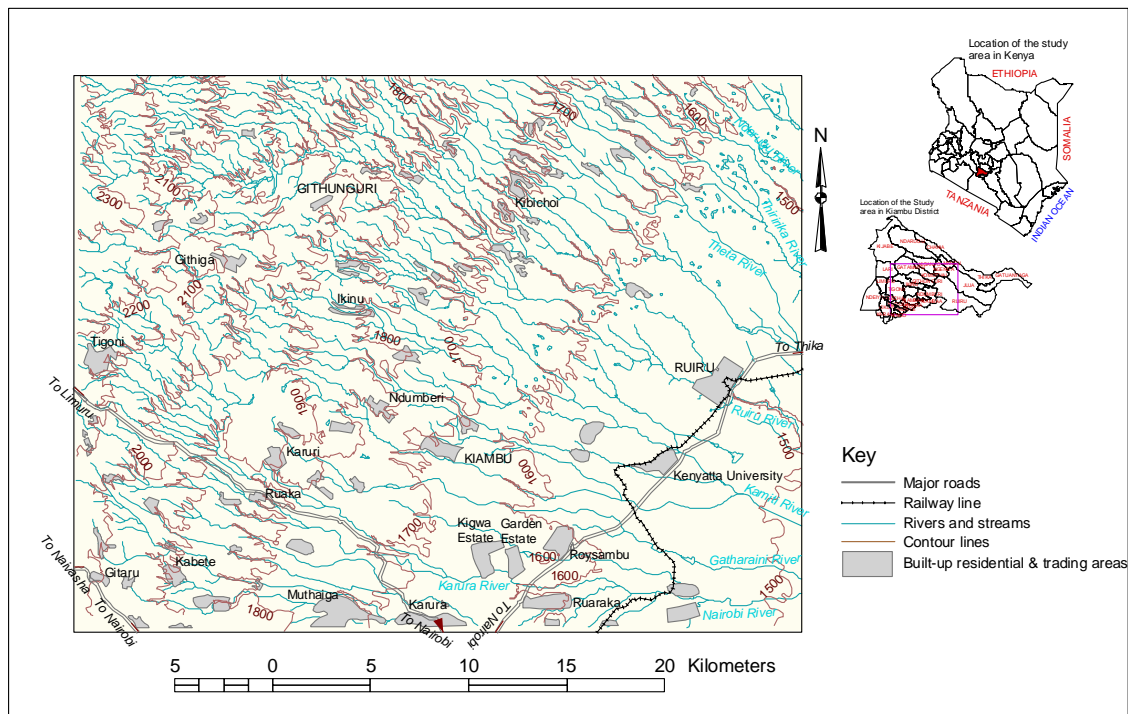 Location of the study
area in Kenya
ETHIOPIA
SOMALIA
TANZANIA
INDIAN OCEAN
N
Location of the Study
area in Kiambu District
JUJA
RUIRU
1800
1700
1600
1500
2300
2100
GITHUNGURI
Kibichoi
Thiririka River
Theta River
Githiga
2100
2200
Ikinu
Tigoni
1800
1700
To Thika
RUIRU
To Limuru
1900
Ndumberi
Ruiru River
1500
Karuri
KIAMBU
2000
1600
Kenyatta University
Ruaka
Kamiti River
1700
Kigwa
Estate
Garden
Estate
1600
Roysambu
Gatharaini River
To Naivasha
Gitaru
Kabete
1600
1500
Karura River
Muthaiga
Karura
Ruaraka
Nairobi River
1800
To Nairobi
To Nairobi
To Nairobi
Key
Major roads
Railway line
Rivers and streams
Contour lines
Built-up residential & trading areas
5 0 5 10 15 20 Kilometers